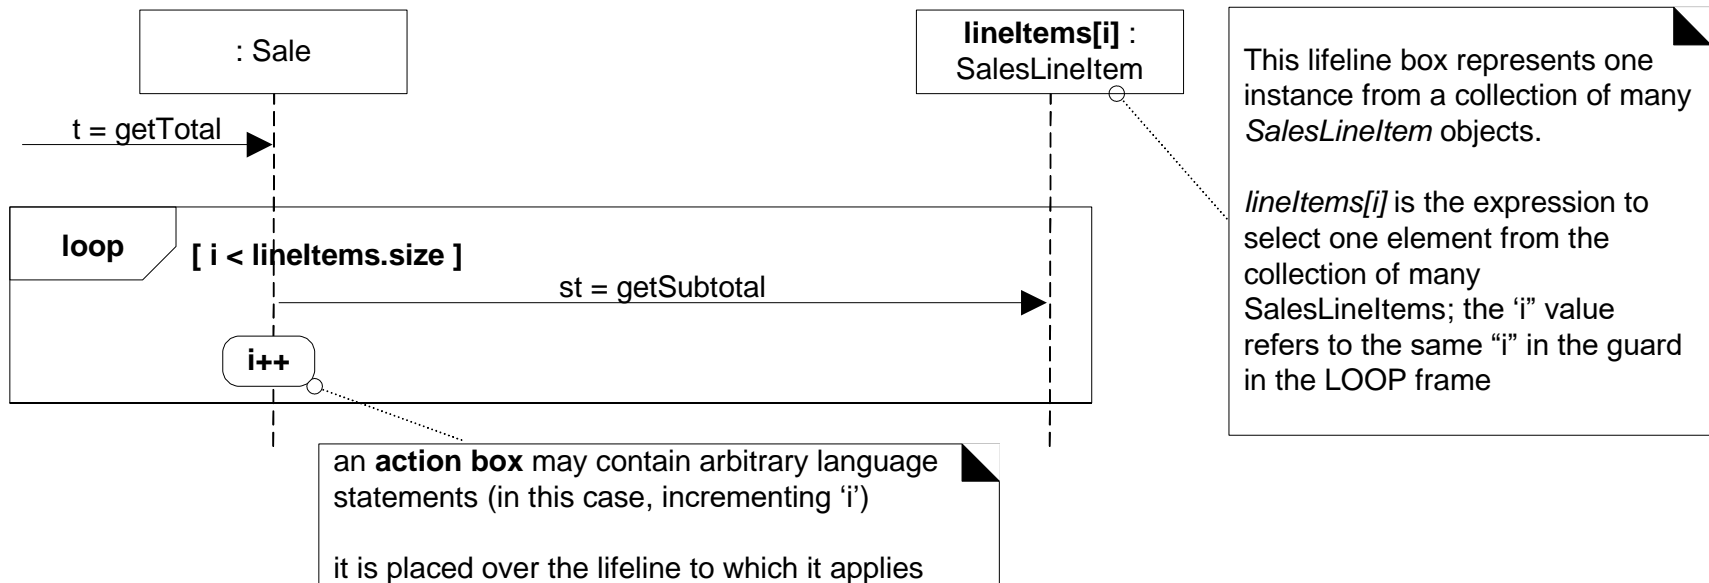 : Sale
lineItems[i] :
SalesLineItem
t = getTotal
loop
[ i < lineItems.size ]
st = getSubtotal
i++
an action box may contain arbitrary language
statements (in this case, incrementing ‘i’)
it is placed over the lifeline to which it applies
This lifeline box represents one
instance from a collection of many
SalesLineItem objects.
lineItems[i] is the expression to
select one element from the
collection of many
SalesLineItems; the ‘i” value
refers to the same “i” in the guard
in the LOOP frame